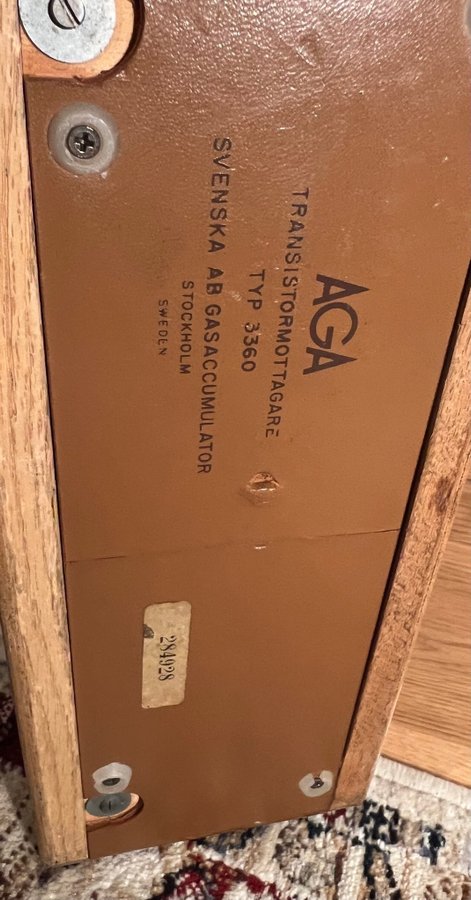 AGA
TRANSISTORMOTTAGARE
TYP 3360
SVENSKA AB GASACCUMULATOR
STOCKHOLM
SWEDEN
284928